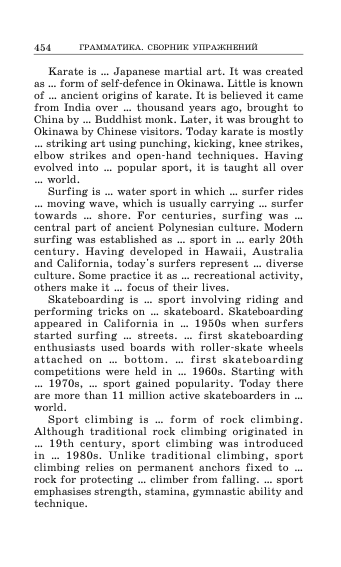 454 ГРАММАТИКА. СБОРНИК УПРАЖНЕНИЙ
Karate is ... Japanese martial art. It was created
as ... form of self-defence in Okinawa. Little is known
of ... ancient origins of karate. It is believed it came
from India over ... thousand years ago, brought to
China by ... Buddhist monk. Later, it was brought to
Okinawa by Chinese visitors. Today karate is mostly
... striking art using punching, kicking, knee strikes,
elbow strikes and open-hand techniques. Having
evolved into ... popular sport, it is taught all over
... world.
Surfing is ... water sport in which ... surfer rides
... moving wave, which is usually carrying ... surfer
towards ... shore. For centuries, surfing was ...
central part of ancient Polynesian culture. Modern
surfing was established as ... sport in ... early 20th
century. Having developed in Hawaii, Australia
and California, today's surfers represent ... diverse
culture. Some practice it as ... recreational activity,
others make it ... focus of their lives.
Skateboarding is ... sport involving riding and
performing tricks on ... skateboard. Skateboarding
appeared in California in ... 1950s when surfers
started surfing ... streets. ... first skateboarding
enthusiasts used boards with roller-skate wheels
attached on ... bottom. ... first skateboarding
competitions were held in ... 1960s. Starting with
... 1970s, ... sport gained popularity. Today there
are more than 11 million active skateboarders in ...
world.
Sport climbing is ... form of rock climbing.
Although traditional rock climbing originated in
... 19th century, sport climbing was introduced
in ... 1980s. Unlike traditional climbing, sport
climbing relies on permanent anchors fixed to ...
rock for protecting ... climber from falling. ... sport
emphasises strength, stamina, gymnastic ability and
technique.